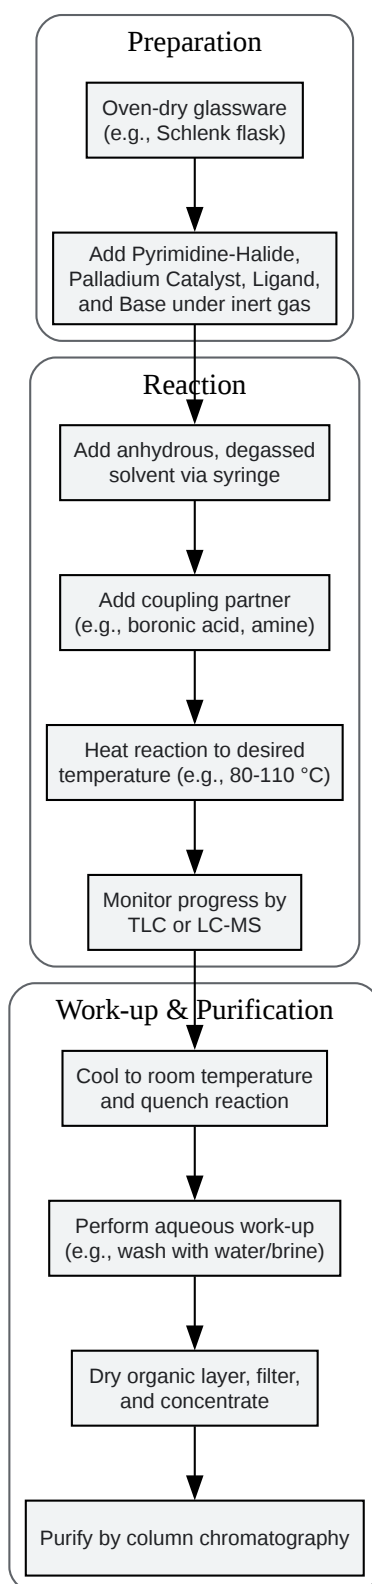 Preparation
Oven-dry glassware
(e.g., Schlenk flask)
Add Pyrimidine-Halide,
Palladium Catalyst, Ligand,
and Base under inert gas
Reaction
Add anhydrous, degassed
solvent via syringe
Add coupling partner
(e.g., boronic acid, amine)
Heat reaction to desired
temperature (e.g., 80-110 °C)
Monitor progress by
TLC or LC-MS
Work-up & Purification
Cool to room temperature
and quench reaction
Perform aqueous work-up
(e.g., wash with water/brine)
Dry organic layer, filter,
and concentrate
Purify by column chromatography